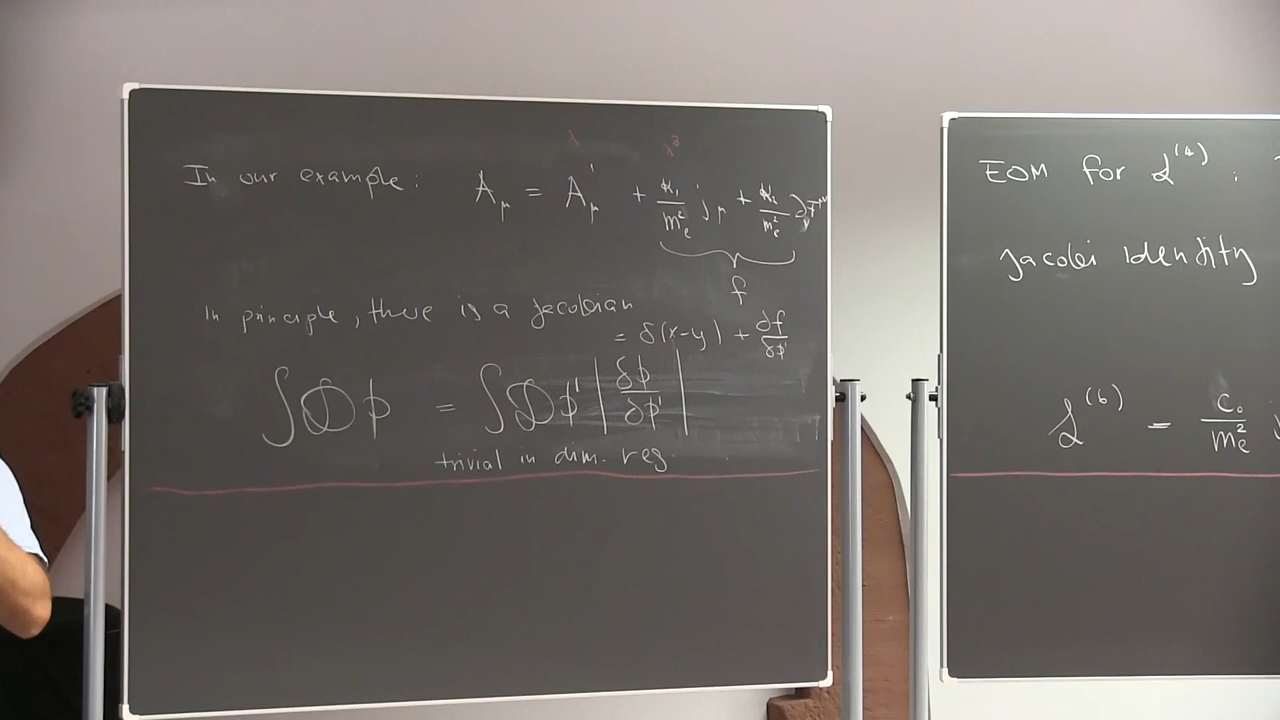 λ λ³
In our example: A_μ = A'_μ + α₁/m_e² j_μ + α₂/m_e² ∂_ν F^μν
f
In principle, there is a jacobian
= δ(x-y) + δf/δφ'
∫Dφ = ∫Dφ' |δφ/δφ'|
trivial in dim. reg.
EOM for L^(4) :
Jacobi identity
L^(6) = c₀/m_e²